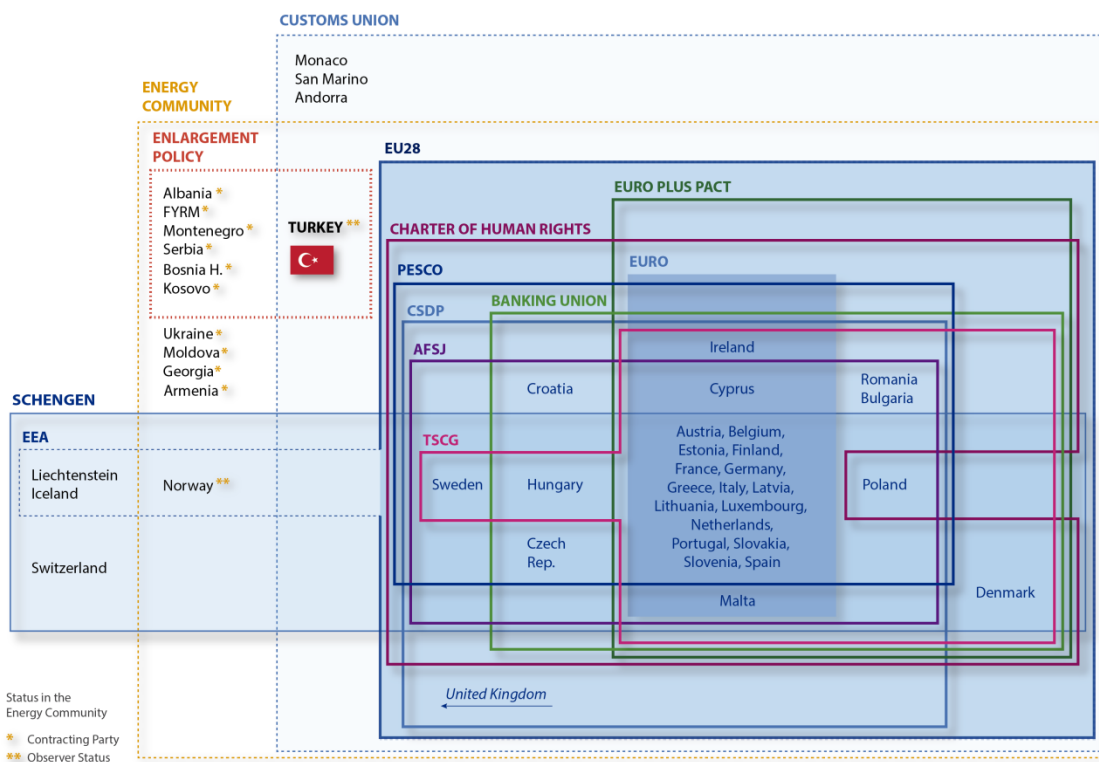 CUSTOMS UNION
Monaco
San Marino
Andorra
ENERGY
COMMUNITY
ENLARGEMENT
POLICY
Albania *
FYRM *
Montenegro *
Serbia *
Bosnia H. *
Kosovo *
TURKEY **
Ukraine *
Moldova *
Georgia *
Armenia *
EU28
EURO PLUS PACT
CHARTER OF HUMAN RIGHTS
EURO
PESCO
BANKING UNION
CSDP
AFSJ
Ireland
Croatia
Cyprus
Romania
Bulgaria
SCHENGEN
EEA
Liechtenstein
Iceland
Norway **
Switzerland
TSCG
Sweden
Hungary
Czech
Rep.
Austria, Belgium,
Estonia, Finland,
France, Germany,
Greece, Italy, Latvia,
Lithuania, Luxembourg,
Netherlands,
Portugal, Slovakia,
Slovenia, Spain
Poland
Malta
Denmark
United Kingdom
Status in the
Energy Community
* Contracting Party
** Observer Status